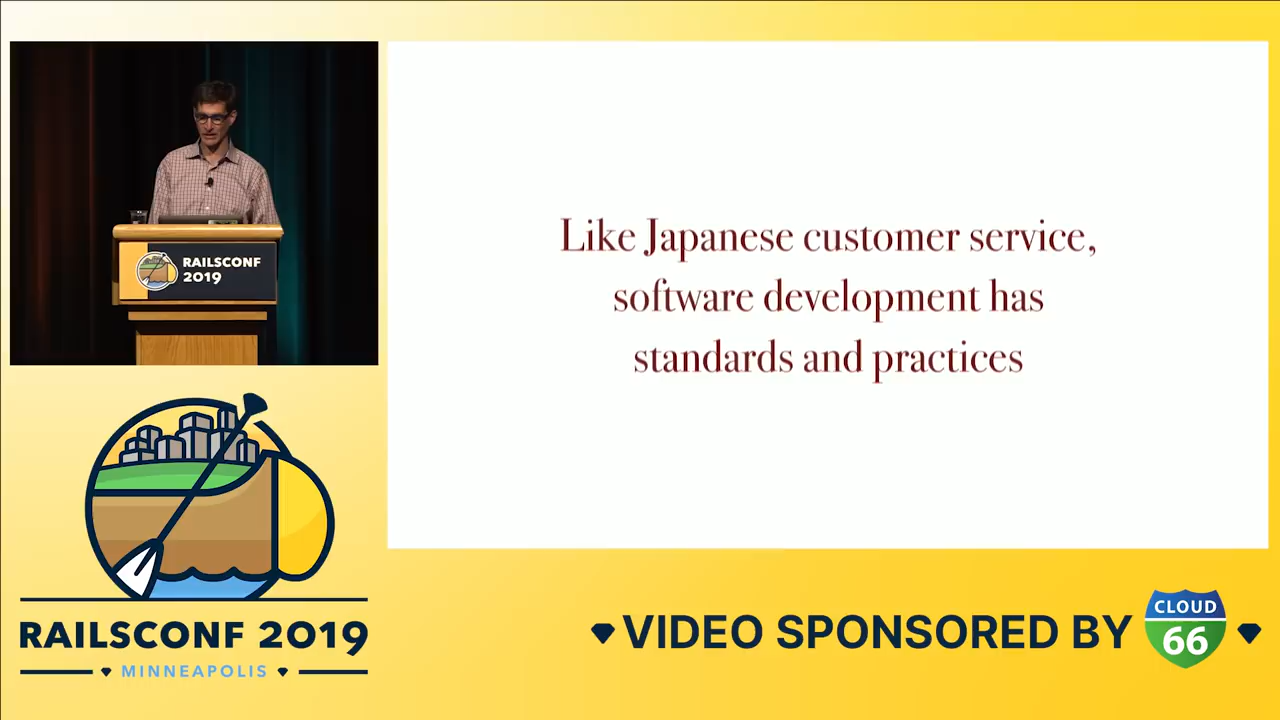 RAILSCONF
2019
Like Japanese customer service,
software development has
standards and practices
RAILSCONF 2019
MINNEAPOLIS
VIDEO SPONSORED BY
CLOUD
66